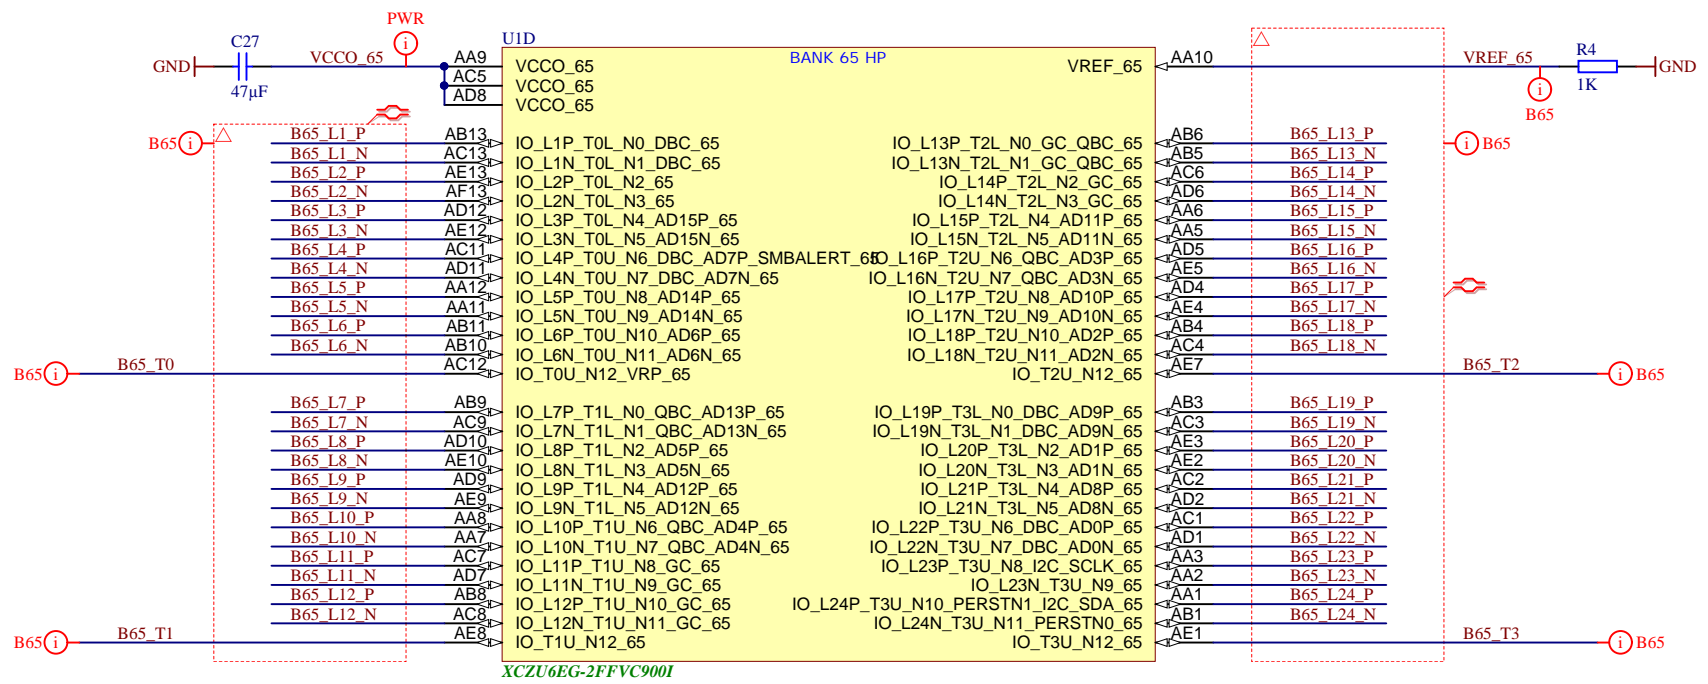 PWR
C27
U1D
BANK 65 HP
R4
GND
VCCO_65
AA9
VCCO_65
VREF_65
AA10
VREF_65
GND
47µF
AC5
VCCO_65
1K
AD8
VCCO_65
B65
B65
B65_L1_P
AB13
IO_L1P_T0L_N0_DBC_65
IO_L13P_T2L_N0_GC_QBC_65
AB6
B65_L13_P
B65
B65_L1_N
AC13
IO_L1N_T0L_N1_DBC_65
IO_L13N_T2L_N1_GC_QBC_65
AB5
B65_L13_N
B65_L2_P
AE13
IO_L2P_T0L_N2_65
IO_L14P_T2L_N2_GC_65
AC6
B65_L14_P
B65_L2_N
AF13
IO_L2N_T0L_N3_65
IO_L14N_T2L_N3_GC_65
AD6
B65_L14_N
B65_L3_P
AD12
IO_L3P_T0L_N4_AD15P_65
IO_L15P_T2L_N4_AD11P_65
AA6
B65_L15_P
B65_L3_N
AE12
IO_L3N_T0L_N5_AD15N_65
IO_L15N_T2L_N5_AD11N_65
AA5
B65_L15_N
B65_L4_P
AC11
IO_L4P_T0U_N6_DBC_AD7P_SMBALERT_65
IO_L16P_T2U_N6_QBC_AD3P_65
AD5
B65_L16_P
B65_L4_N
AD11
IO_L4N_T0U_N7_DBC_AD7N_65
IO_L16N_T2U_N7_QBC_AD3N_65
AE5
B65_L16_N
B65_L5_P
AA12
IO_L5P_T0U_N8_AD14P_65
IO_L17P_T2U_N8_AD10P_65
AD4
B65_L17_P
B65_L5_N
AA11
IO_L5N_T0U_N9_AD14N_65
IO_L17N_T2U_N9_AD10N_65
AE4
B65_L17_N
B65_L6_P
AB11
IO_L6P_T0U_N10_AD6P_65
IO_L18P_T2U_N10_AD2P_65
AB4
B65_L18_P
B65_L6_N
AB10
IO_L6N_T0U_N11_AD6N_65
IO_L18N_T2U_N11_AD2N_65
AC4
B65_L18_N
B65
B65_T0
AC12
IO_T0U_N12_VRP_65
IO_T2U_N12_65
AE7
B65_T2
B65
B65_L7_P
AB9
IO_L7P_T1L_N0_QBC_AD13P_65
IO_L19P_T3L_N0_DBC_AD9P_65
AB3
B65_L19_P
B65_L7_N
AC9
IO_L7N_T1L_N1_QBC_AD13N_65
IO_L19N_T3L_N1_DBC_AD9N_65
AC3
B65_L19_N
B65_L8_P
AD10
IO_L8P_T1L_N2_AD5P_65
IO_L20P_T3L_N2_AD1P_65
AE3
B65_L20_P
B65_L8_N
AE10
IO_L8N_T1L_N3_AD5N_65
IO_L20N_T3L_N3_AD1N_65
AE2
B65_L20_N
B65_L9_P
AD9
IO_L9P_T1L_N4_AD12P_65
IO_L21P_T3L_N4_AD8P_65
AC2
B65_L21_P
B65_L9_N
AE9
IO_L9N_T1L_N5_AD12N_65
IO_L21N_T3L_N5_AD8N_65
AD2
B65_L21_N
B65_L10_P
AA8
IO_L10P_T1U_N6_QBC_AD4P_65
IO_L22P_T3U_N6_DBC_AD0P_65
AC1
B65_L22_P
B65_L10_N
AA7
IO_L10N_T1U_N7_QBC_AD4N_65
IO_L22N_T3U_N7_DBC_AD0N_65
AD1
B65_L22_N
B65_L11_P
AC7
IO_L11P_T1U_N8_GC_65
IO_L23P_T3U_N8_I2C_SCLK_65
AA3
B65_L23_P
B65_L11_N
AD7
IO_L11N_T1U_N9_GC_65
IO_L23N_T3U_N9_65
AA2
B65_L23_N
B65_L12_P
AB8
IO_L12P_T1U_N10_GC_65
IO_L24P_T3U_N10_PERSTN1_I2C_SDA_65
AA1
B65_L24_P
B65_L12_N
AC8
IO_L12N_T1U_N11_GC_65
IO_L24N_T3U_N11_PERSTN0_65
AB1
B65_L24_N
B65
B65_T1
AE8
IO_T1U_N12_65
IO_T3U_N12_65
AE1
B65_T3
B65
XCZU6EG-2FFVC900I